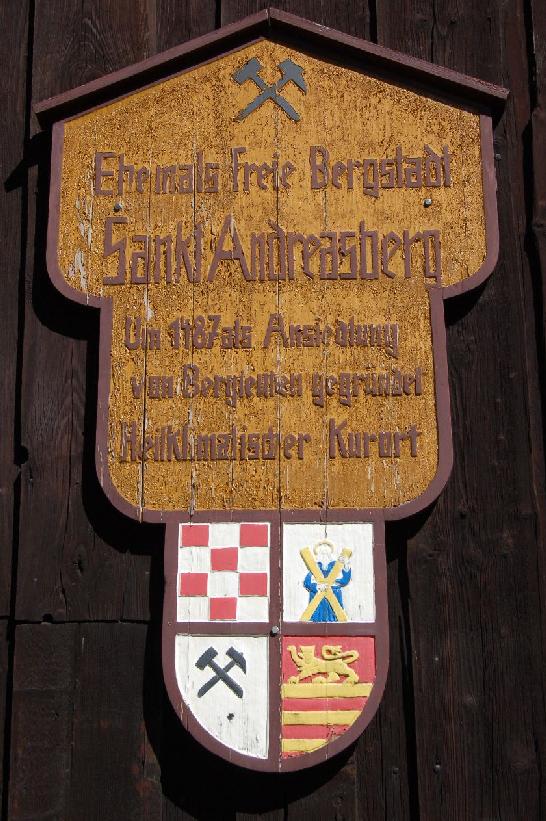 Ehemals Freie Bergstadt
Sankt Andreasberg
Um 1487 als Ansiedlung
von Bergleuten gegründet
Heilklimatischer Kurort